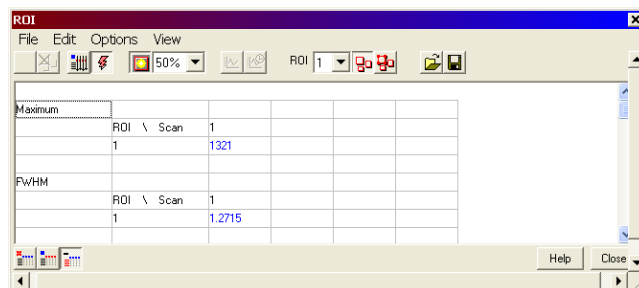 ROI
File Edit Options View
50% ROI 1
Maximum
ROI \ Scan 1
1 1321
FWHM
ROI \ Scan 1
1 1.2715
Help Close